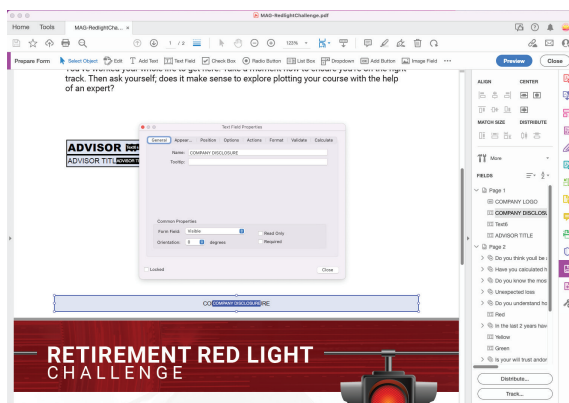 MAG-RedlightChallenge.pdf
Home Tools MAG-RedlightCha... ×
1 / 2 123%
Prepare Form Select Object Edit Add Text Text Field Check Box Radio Button List Box Dropdown Add Button Image Field ••• Preview Close
track. Then ask yourself; does it make sense to explore plotting your course with the help
of an expert?
ADVISOR
ADVISOR TITL
Text Field Properties
General Appear... Position Options Actions Format Validate Calculate
Name: COMPANY DISCLOSURE
Tooltip:
Common Properties
Form Field: Visible Read Only
Orientation: 0 degrees Required
Locked Close
CO COMPANY DISCLOSURE RE
RETIREMENT RED LIGHT
CHALLENGE
ALIGN CENTER
MATCH SIZE DISTRIBUTE
More
FIELDS
Page 1
COMPANY LOGO
COMPANY DISCLOSU
Text6
ADVISOR TITLE
Page 2
Do you think youll be
Have you calculated h
Do you know the mos
Unexpected loss
Do you understand ho
Red
In the last 2 years hav
Yellow
Green
Is your will trust andor
Distribute...
Track...